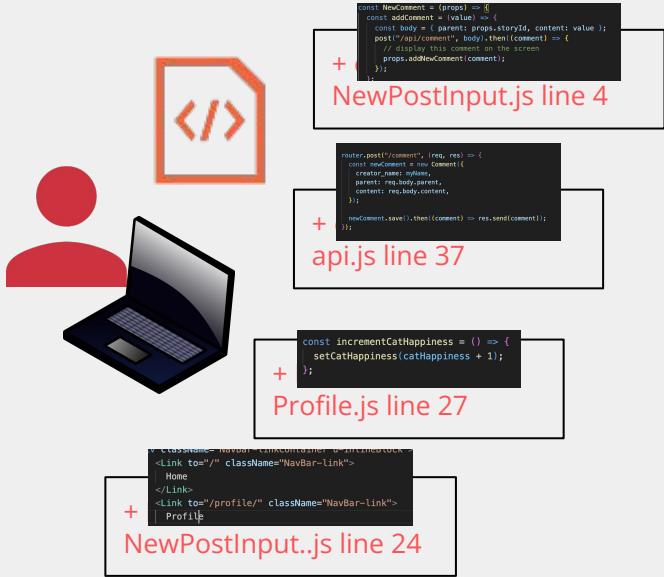 </>
const NewComment = (props) => {
const addComment = (value) => {
const body = { parent: props.storyId, content: value };
post("/api/comment", body).then((comment) => {
// display this comment on the screen
props.addNewComment(comment);
});
};
+
NewPostInput.js line 4
router.post("/comment", (req, res) => {
const newComment = new Comment({
creator_name: myName,
parent: req.body.parent,
content: req.body.content,
});
newComment.save().then((comment) => res.send(comment));
});
+
api.js line 37
const incrementCatHappiness = () => {
setCatHappiness(catHappiness + 1);
};
+
Profile.js line 27
className="NavBar-linkContainer u-inlineBlock">
<Link to="/" className="NavBar-link">
Home
</Link>
<Link to="/profile/" className="NavBar-link">
Profile
+
NewPostInput..js line 24